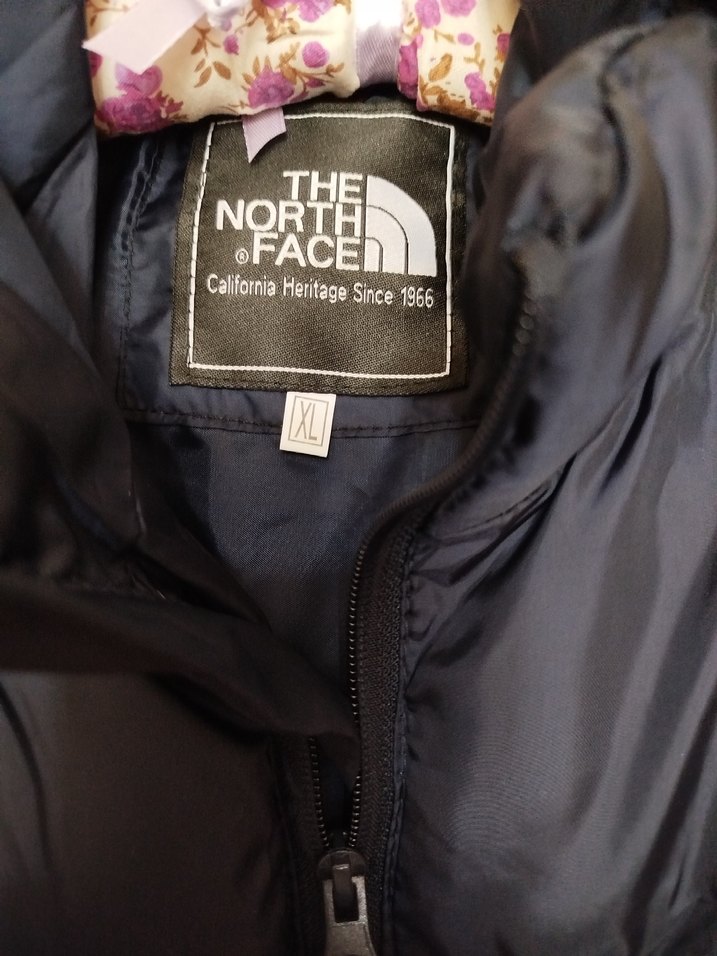 THE
NORTH
® FACE
California Heritage Since 1966
XL